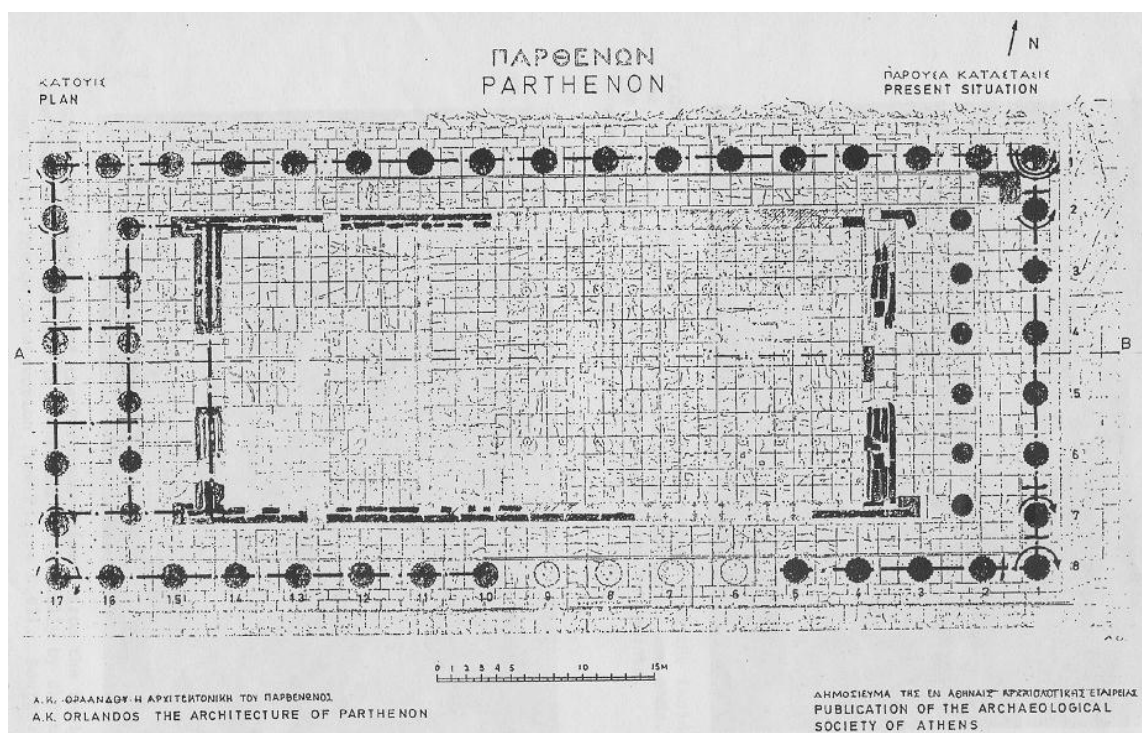 ΠΑΡΘΕΝΩΝ
PARTHENON
N
ΚΑΤΟΨΙΣ
PLAN
ΠΑΡΟΥΣΑ ΚΑΤΑΣΤΑΣΙΣ
PRESENT SITUATION
1
2
3
4
A
B
5
6
7
8
17 16 15 14 13 12 11 10 9 8 7 6 5 4 3 2 1
0 1 2 3 4 5 10 15M
Α.Κ. ΟΡΛΑΝΔΟΥ Η ΑΡΧΙΤΕΚΤΟΝΙΚΗ ΤΟΥ ΠΑΡΘΕΝΩΝΟΣ
A.K. ORLANDOS THE ARCHITECTURE OF PARTHENON
ΔΗΜΟΣΙΕΥΜΑ ΤΗΣ ΕΝ ΑΘΗΝΑΙΣ ΑΡΧΑΙΟΛΟΓΙΚΗΣ ΕΤΑΙΡΕΙΑΣ
PUBLICATION OF THE ARCHAEOLOGICAL
SOCIETY OF ATHENS